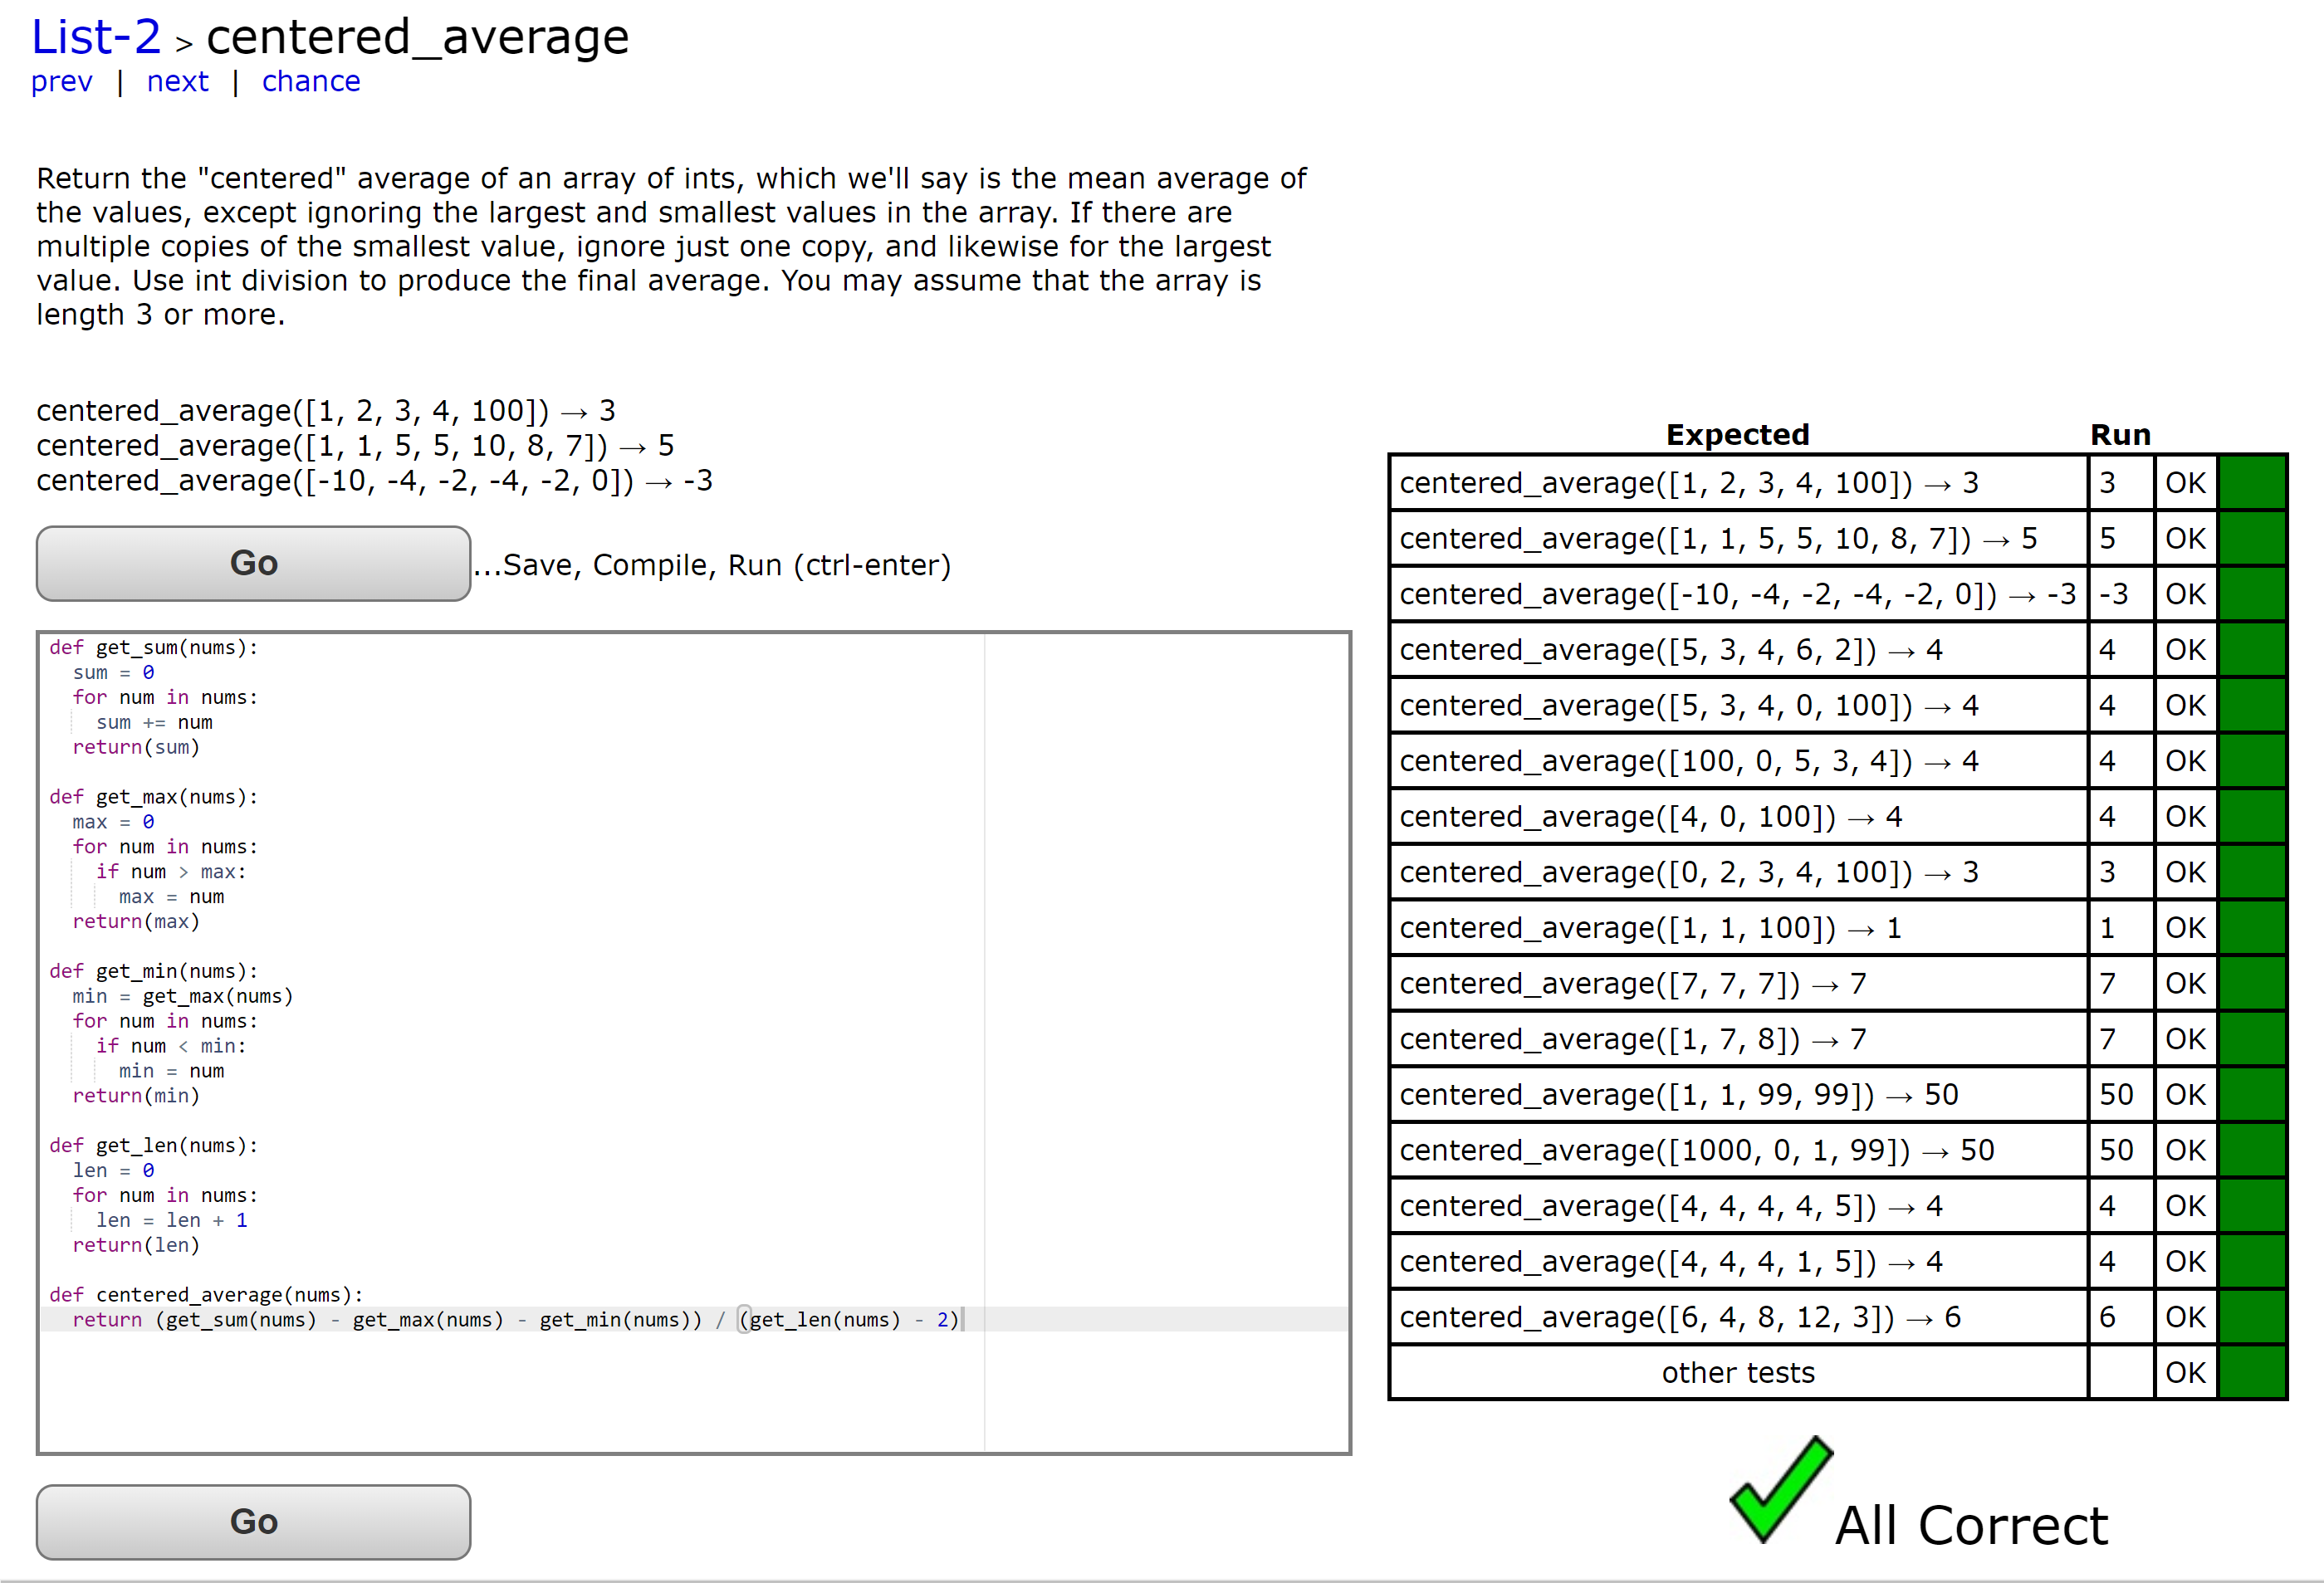 List-2 > centered_average
prev | next | chance
Return the "centered" average of an array of ints, which we'll say is the mean average of
the values, except ignoring the largest and smallest values in the array. If there are
multiple copies of the smallest value, ignore just one copy, and likewise for the largest
value. Use int division to produce the final average. You may assume that the array is
length 3 or more.
centered_average([1, 2, 3, 4, 100]) → 3
centered_average([1, 1, 5, 5, 10, 8, 7]) → 5
centered_average([-10, -4, -2, -4, -2, 0]) → -3
Go ...Save, Compile, Run (ctrl-enter)
def get_sum(nums):
  sum = 0
  for num in nums:
    sum += num
  return(sum)
def get_max(nums):
  max = 0
  for num in nums:
    if num > max:
      max = num
  return(max)
def get_min(nums):
  min = get_max(nums)
  for num in nums:
    if num < min:
      min = num
  return(min)
def get_len(nums):
  len = 0
  for num in nums:
    len = len + 1
  return(len)
def centered_average(nums):
  return (get_sum(nums) - get_max(nums) - get_min(nums)) / (get_len(nums) - 2)
Go
Expected Run
centered_average([1, 2, 3, 4, 100]) → 3 3 OK
centered_average([1, 1, 5, 5, 10, 8, 7]) → 5 5 OK
centered_average([-10, -4, -2, -4, -2, 0]) → -3 -3 OK
centered_average([5, 3, 4, 6, 2]) → 4 4 OK
centered_average([5, 3, 4, 0, 100]) → 4 4 OK
centered_average([100, 0, 5, 3, 4]) → 4 4 OK
centered_average([4, 0, 100]) → 4 4 OK
centered_average([0, 2, 3, 4, 100]) → 3 3 OK
centered_average([1, 1, 100]) → 1 1 OK
centered_average([7, 7, 7]) → 7 7 OK
centered_average([1, 7, 8]) → 7 7 OK
centered_average([1, 1, 99, 99]) → 50 50 OK
centered_average([1000, 0, 1, 99]) → 50 50 OK
centered_average([4, 4, 4, 4, 5]) → 4 4 OK
centered_average([4, 4, 4, 1, 5]) → 4 4 OK
centered_average([6, 4, 8, 12, 3]) → 6 6 OK
other tests OK
All Correct